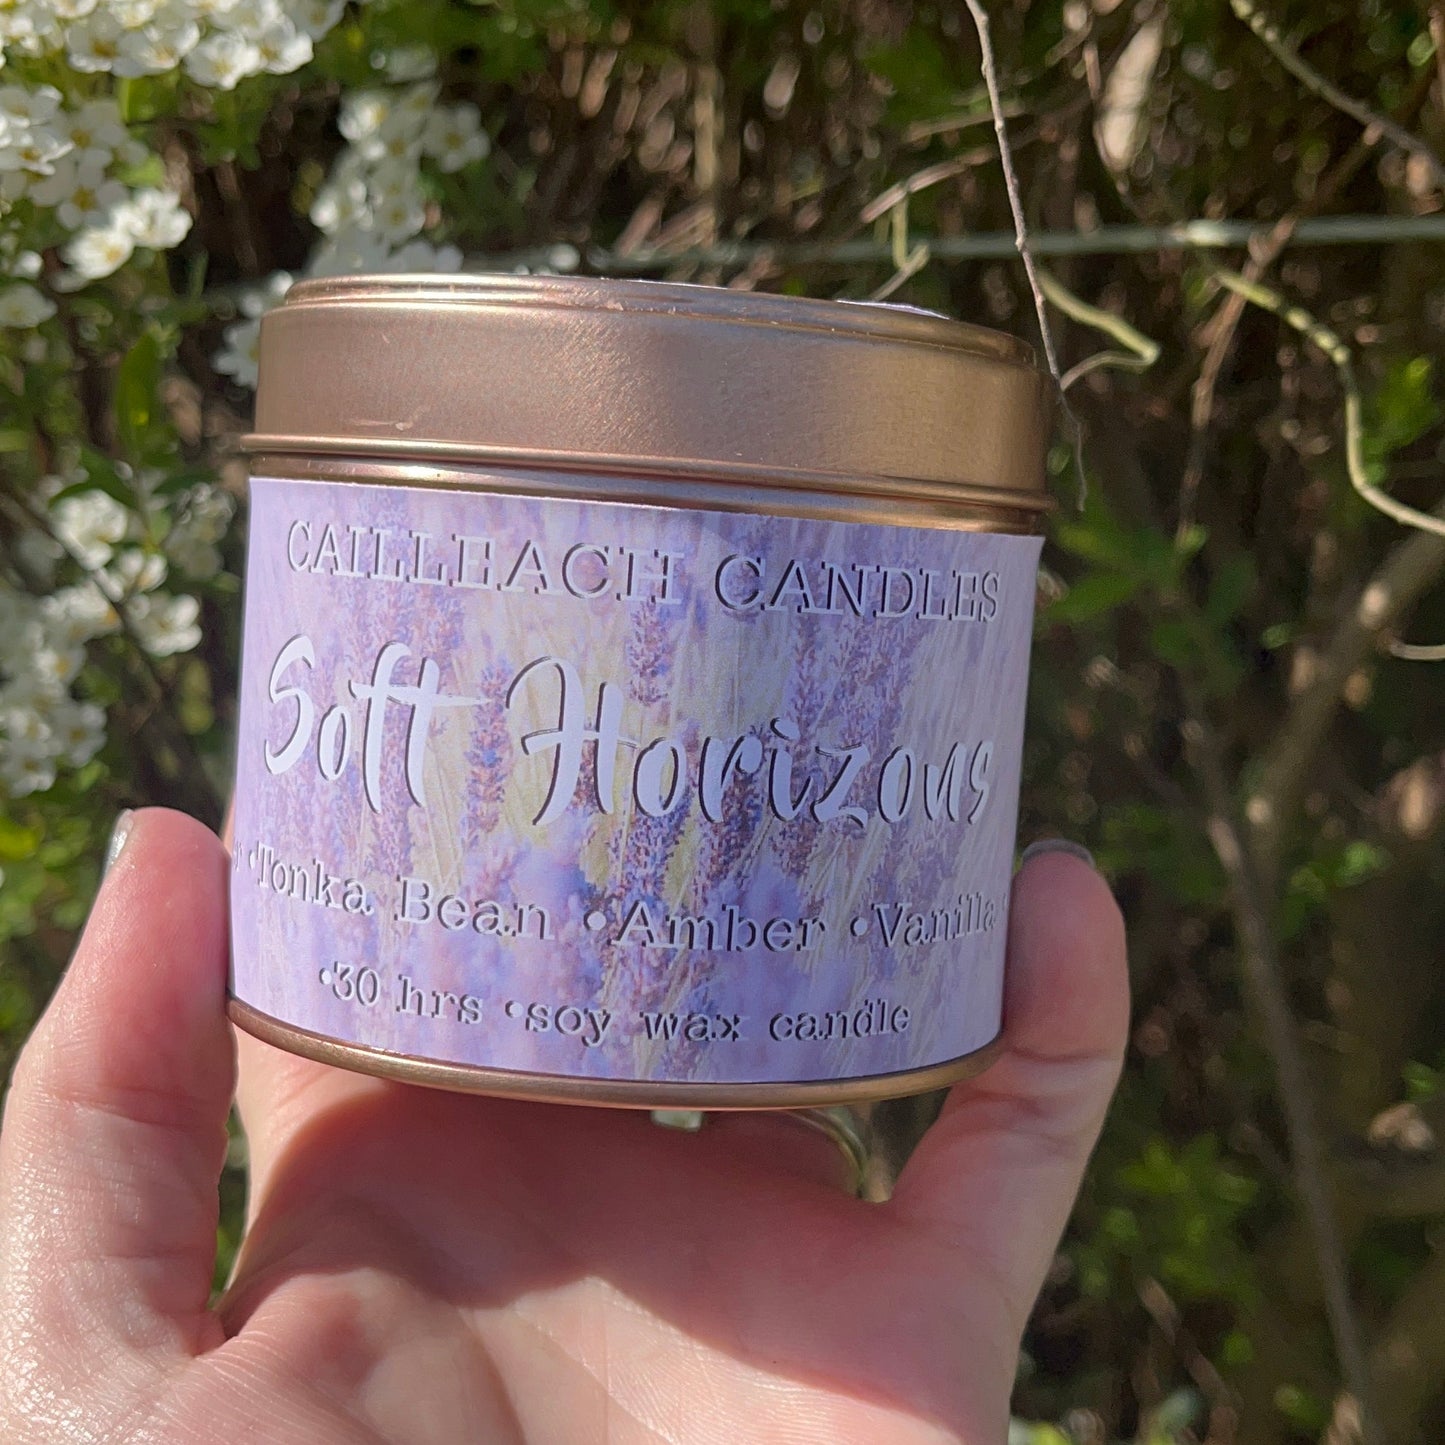 CAILLEACH CANDLES
Soft Horizons
•Tonka Bean •Amber •Vanilla
•30 hrs •soy wax candle